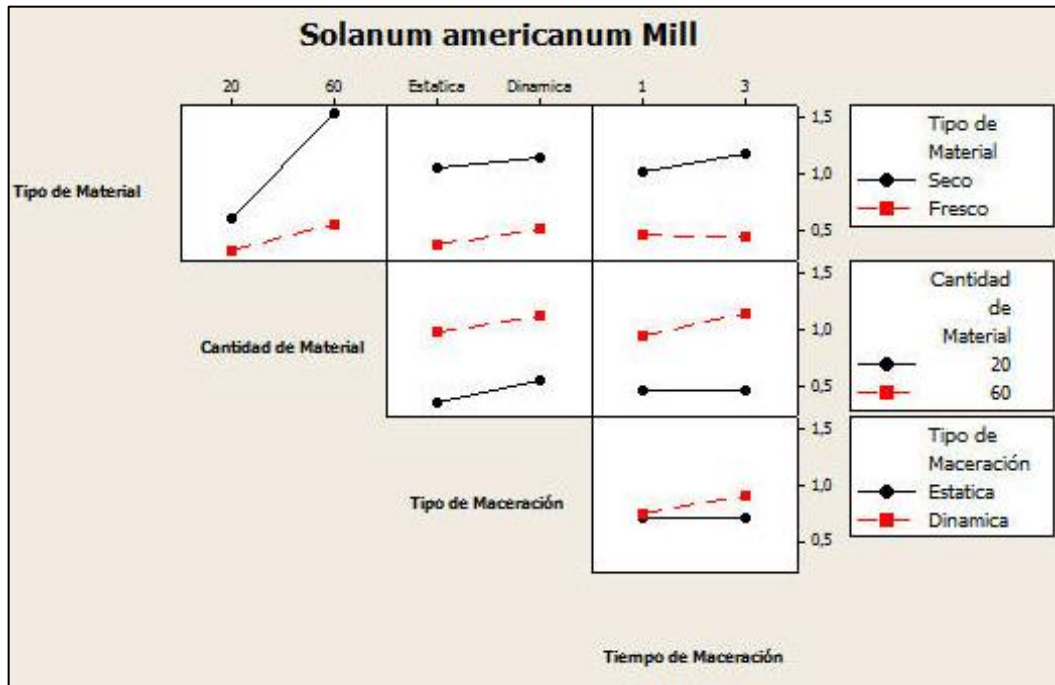 Solanum americanum Mill
20 60 Estatica Dinamica 1 3
Tipo de Material
1,5
1,0
0,5
Tipo de
Material
Seco
Fresco
Cantidad de Material
1,5
1,0
0,5
Cantidad
de
Material
20
60
Tipo de Maceración
1,5
1,0
0,5
Tipo de
Maceración
Estatica
Dinamica
Tiempo de Maceración